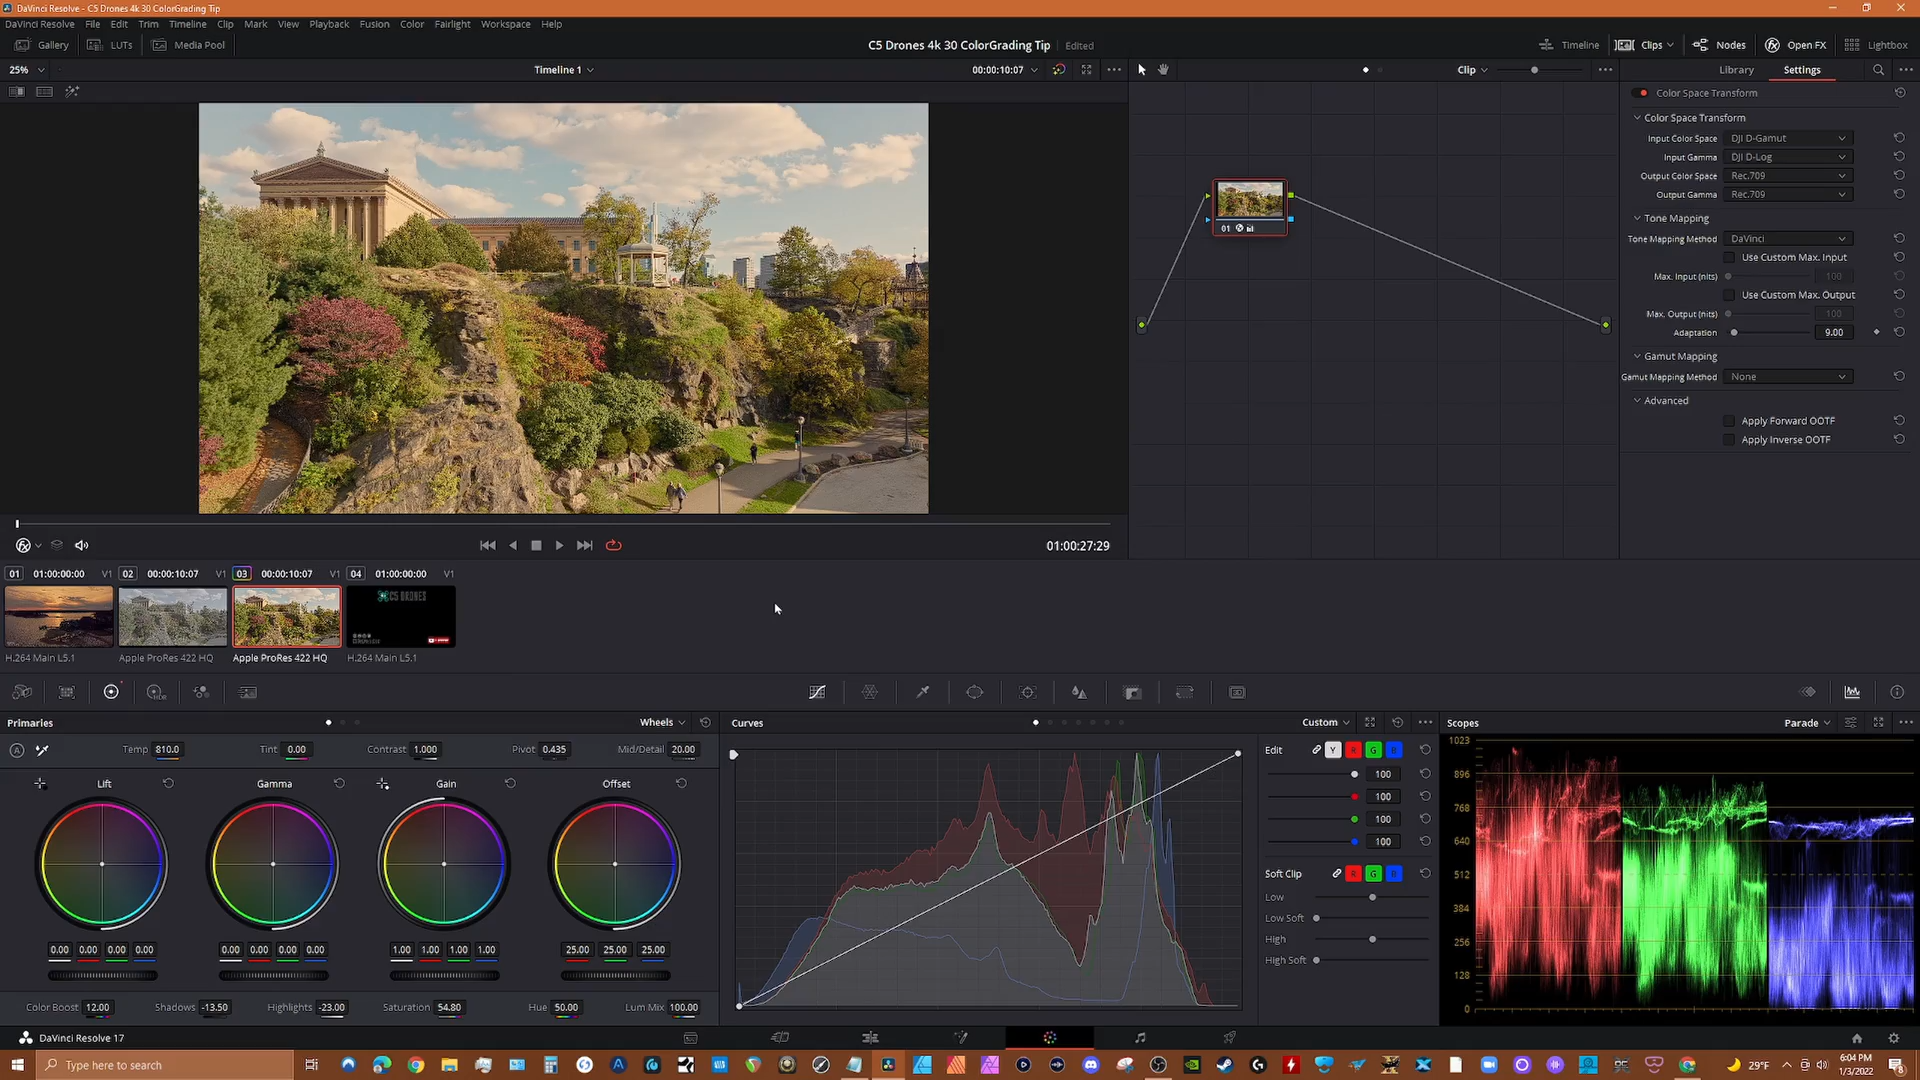 DaVinci Resolve - C5 Drones 4k 30 ColorGrading Tip
DaVinci Resolve File Edit Trim Timeline Clip Mark View Playback Fusion Color Fairlight Workspace Help
Gallery LUTs Media Pool C5 Drones 4k 30 ColorGrading Tip Edited Timeline Clips Nodes Open FX Lightbox
25% Timeline 1 00:00:10:07 Clip Library Settings
Color Space Transform
Color Space Transform
Input Color Space DJI D-Gamut
Input Gamma DJI D-Log
Output Color Space Rec.709
Output Gamma Rec.709
Tone Mapping
Tone Mapping Method DaVinci
Use Custom Max. Input
Max. Input (nits) 100
Use Custom Max. Output
Max. Output (nits) 100
Adaptation 9.00
Gamut Mapping
Gamut Mapping Method None
Advanced
Apply Forward OOTF
Apply Inverse OOTF
01
01:00:27:29
01 01:00:00:00 V1 02 00:00:10:07 V1 03 00:00:10:07 V1 04 01:00:00:00 V1
C5 DRONES
H.264 Main L5.1 Apple ProRes 422 HQ Apple ProRes 422 HQ H.264 Main L5.1
Primaries Wheels Curves Custom Scopes Parade
A Temp 810.0 Tint 0.00 Contrast 1.000 Pivot 0.435 Mid/Detail 20.00
Lift Gamma Gain Offset
0.00 0.00 0.00 0.00 0.00 0.00 0.00 0.00 1.00 1.00 1.00 1.00 25.00 25.00 25.00
Color Boost 12.00 Shadows -13.50 Highlights -23.00 Saturation 54.80 Hue 50.00 Lum Mix 100.00
Edit Y R G B
100
100
100
100
Soft Clip R G B
Low
Low Soft
High
High Soft
1023
896
768
640
512
384
256
128
0
DaVinci Resolve 17
Type here to search
29°F
6:04 PM
1/3/2022